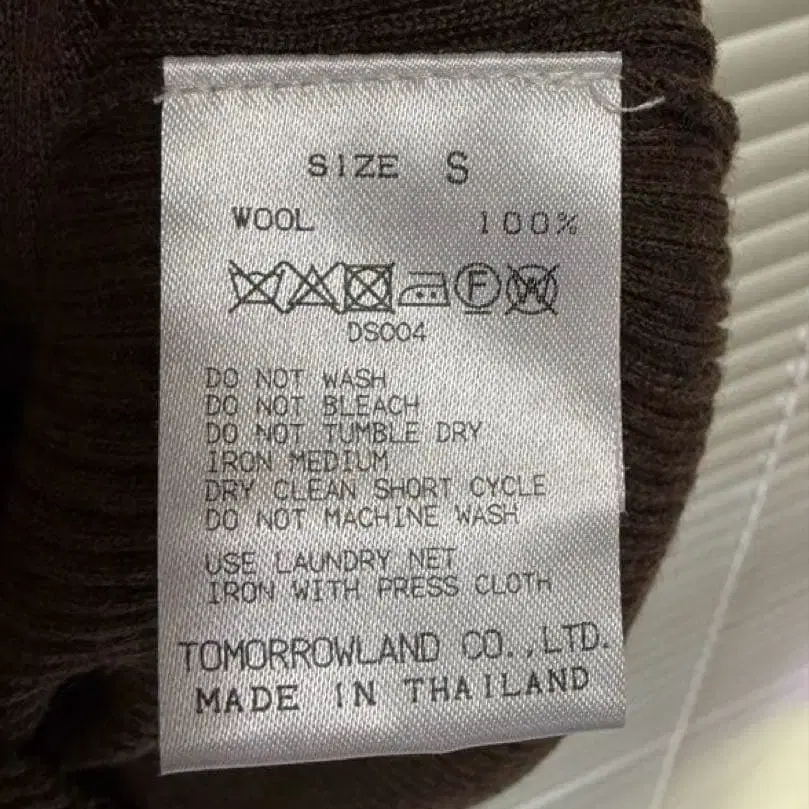 SIZE S
WOOL 100%
F W
DS004
DO NOT WASH
DO NOT BLEACH
DO NOT TUMBLE DRY
IRON MEDIUM
DRY CLEAN SHORT CYCLE
DO NOT MACHINE WASH
USE LAUNDRY NET
IRON WITH PRESS CLOTH
TOMORROWLAND CO.,LTD.
MADE IN THAILAND